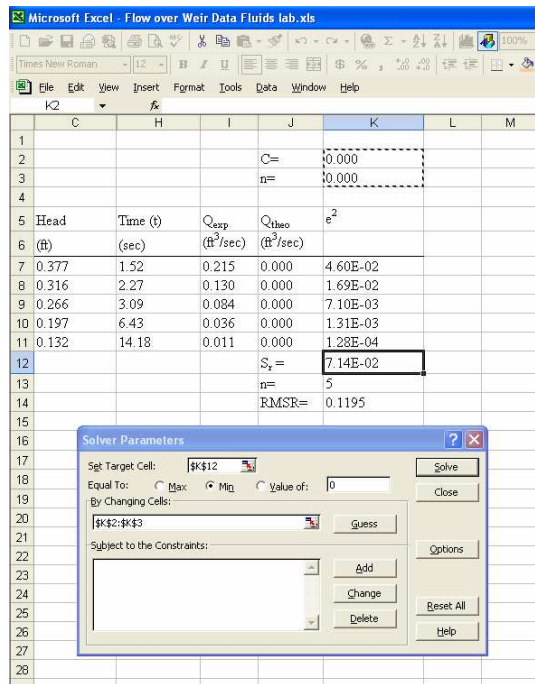 Microsoft Excel - Flow over Weir Data Fluids lab.xls
100%
Times New Roman 12 B I U $ % ,
File Edit View Insert Format Tools Data Window Help
K2 fx
C H I J K L M
1
2 C= 0.000
3 n= 0.000
4
5 Head Time (t) Qexp Qtheo e2
6 (ft) (sec) (ft3/sec) (ft3/sec)
7 0.377 1.52 0.215 0.000 4.60E-02
8 0.316 2.27 0.130 0.000 1.69E-02
9 0.266 3.09 0.084 0.000 7.10E-03
10 0.197 6.43 0.036 0.000 1.31E-03
11 0.132 14.18 0.011 0.000 1.28E-04
12 Sr = 7.14E-02
13 n= 5
14 RMSR= 0.1195
15
16 Solver Parameters
17 Set Target Cell: $K$12 Solve
18 Equal To: Max Min Value of: 0
19 By Changing Cells: Close
20 $K$2:$K$3 Guess
21 Subject to the Constraints:
22 Options
23 Add
24 Change
25 Reset All
Delete
26 Help
27
28